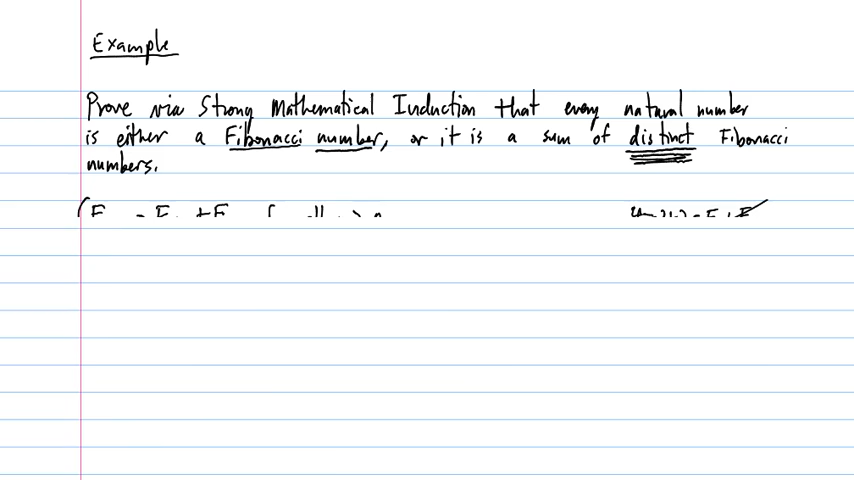 Example
Prove via Strong Mathematical Induction that every natural number
is either a Fibonacci number, or it is a sum of distinct Fibonacci
numbers.